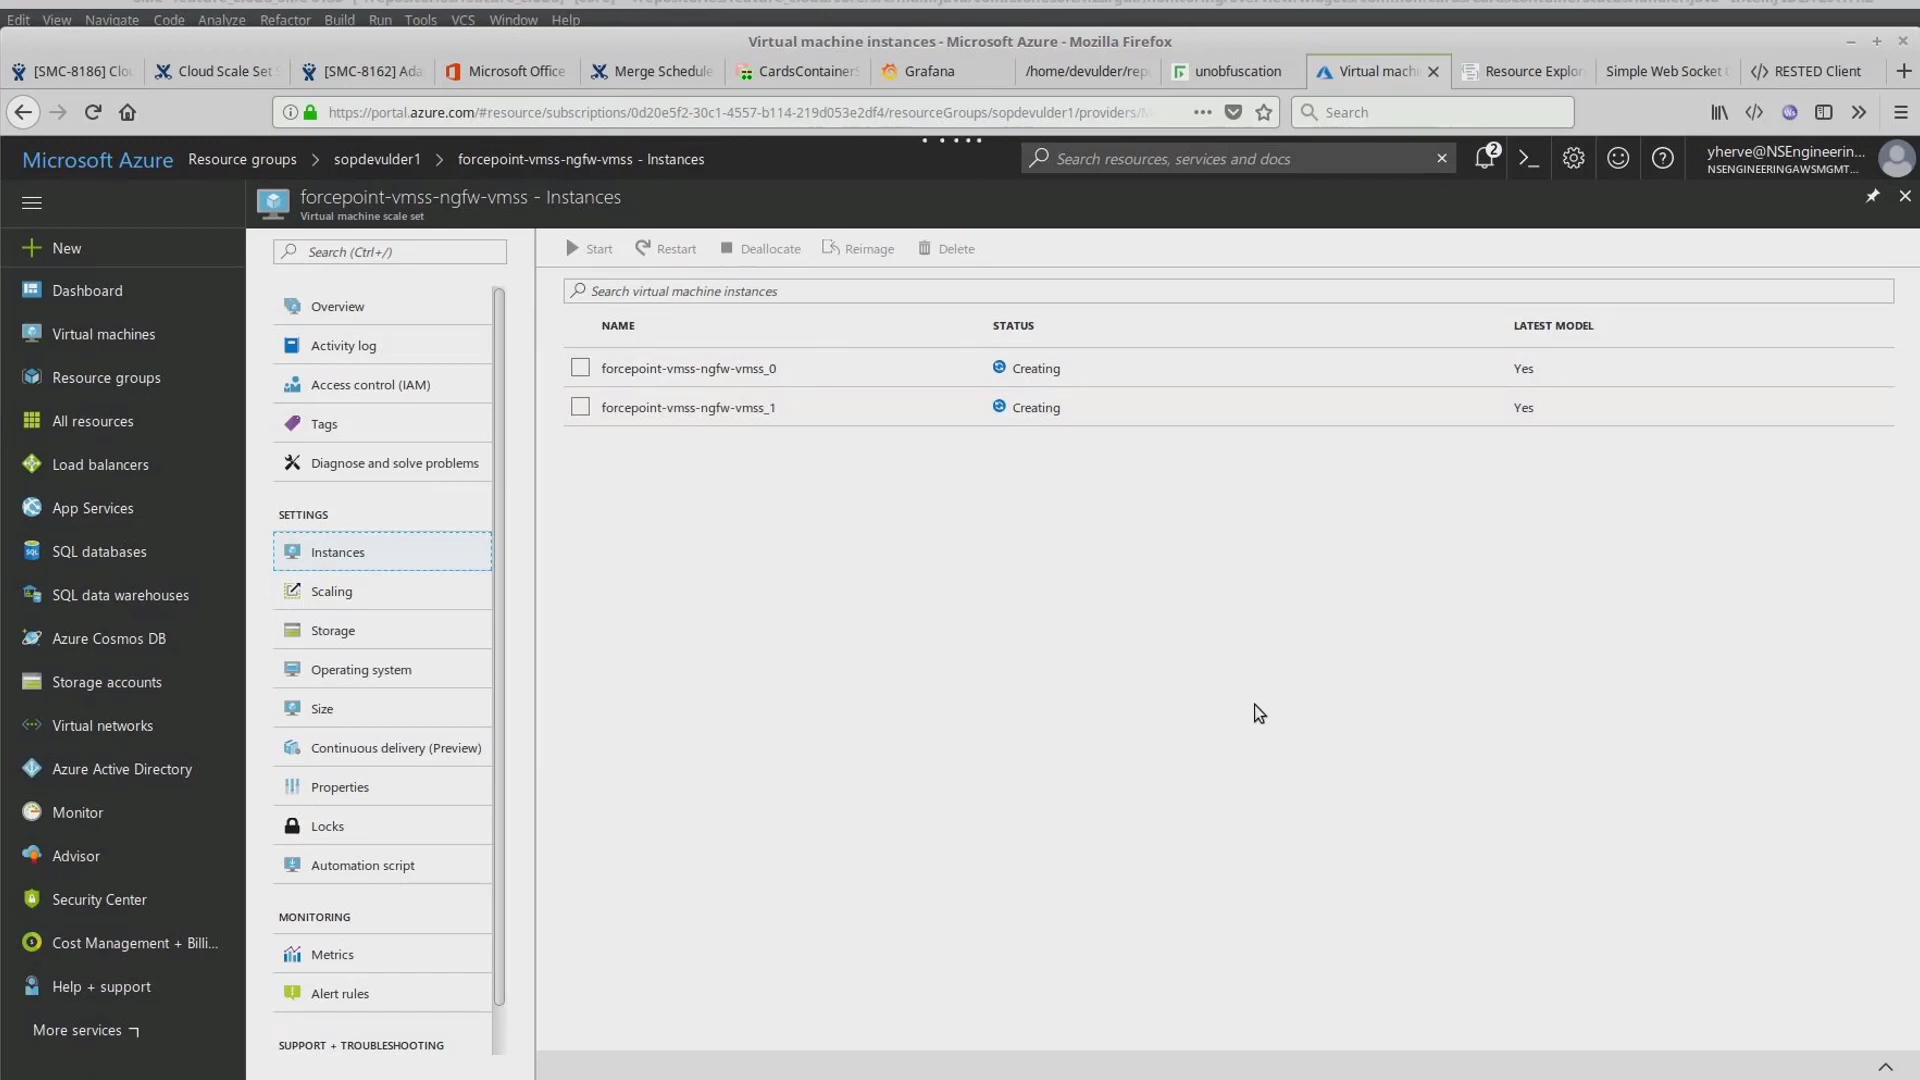 Edit View Navigate Code Analyze Refactor Build Run Tools VCS Window Help
Virtual machine instances - Microsoft Azure - Mozilla Firefox
[SMC-8186] Clou Cloud Scale Set [SMC-8162] Ada Microsoft Office Merge Schedule CardsContainerS Grafana /home/devulder/rep unobfuscation Virtual machi Resource Explor Simple Web Socket RESTED Client
https://portal.azure.com/#resource/subscriptions/0d20e5f2-30c1-4557-b114-219d053e2df4/resourceGroups/sopdevulder1/providers/M Search
Microsoft Azure Resource groups > sopdevulder1 > forcepoint-vmss-ngfw-vmss - Instances Search resources, services and docs 2 yherve@NSEngineerin...
NSENGINEERINGAWSMGMT...
forcepoint-vmss-ngfw-vmss - Instances
Virtual machine scale set
New
Dashboard
Virtual machines
Resource groups
All resources
Load balancers
App Services
SQL databases
SQL data warehouses
Azure Cosmos DB
Storage accounts
Virtual networks
Azure Active Directory
Monitor
Advisor
Security Center
Cost Management + Billi...
Help + support
More services
Search (Ctrl+/)
Overview
Activity log
Access control (IAM)
Tags
Diagnose and solve problems
SETTINGS
Instances
Scaling
Storage
Operating system
Size
Continuous delivery (Preview)
Properties
Locks
Automation script
MONITORING
Metrics
Alert rules
SUPPORT + TROUBLESHOOTING
Start Restart Deallocate Reimage Delete
Search virtual machine instances
NAME STATUS LATEST MODEL
forcepoint-vmss-ngfw-vmss_0 Creating Yes
forcepoint-vmss-ngfw-vmss_1 Creating Yes